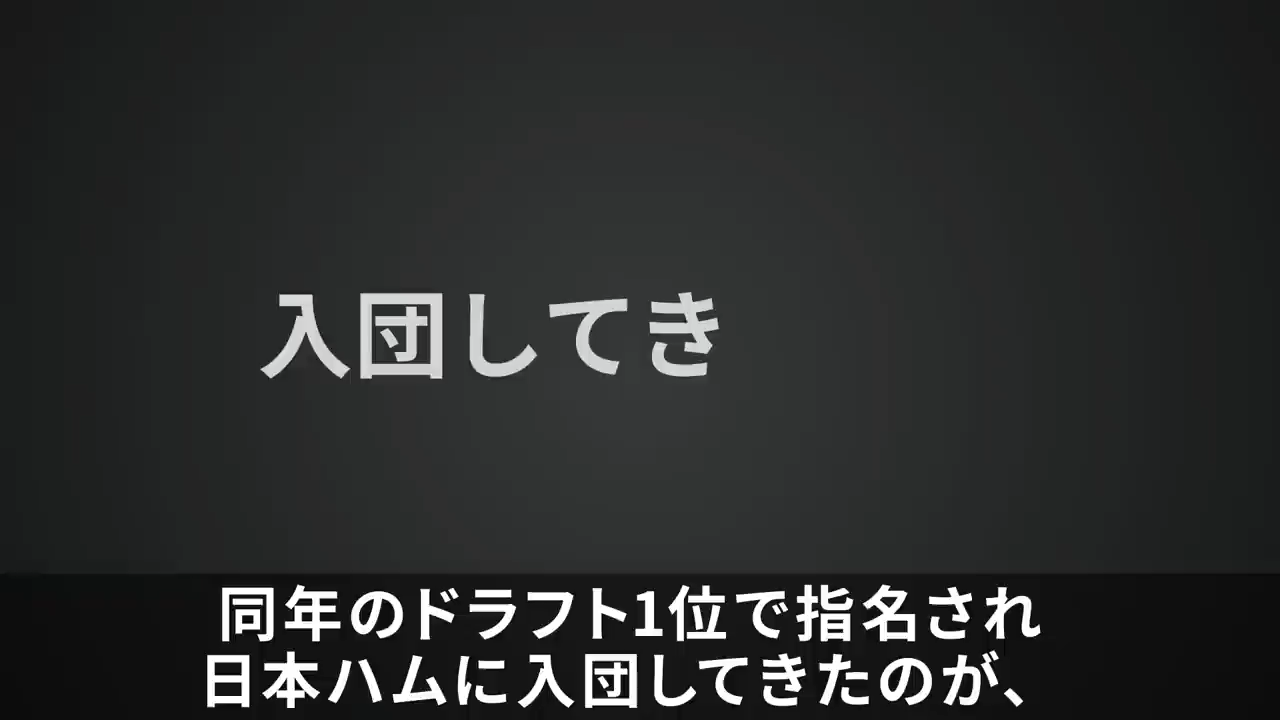 入団してき
同年のドラフト1位で指名され
日本ハムに入団してきたのが、